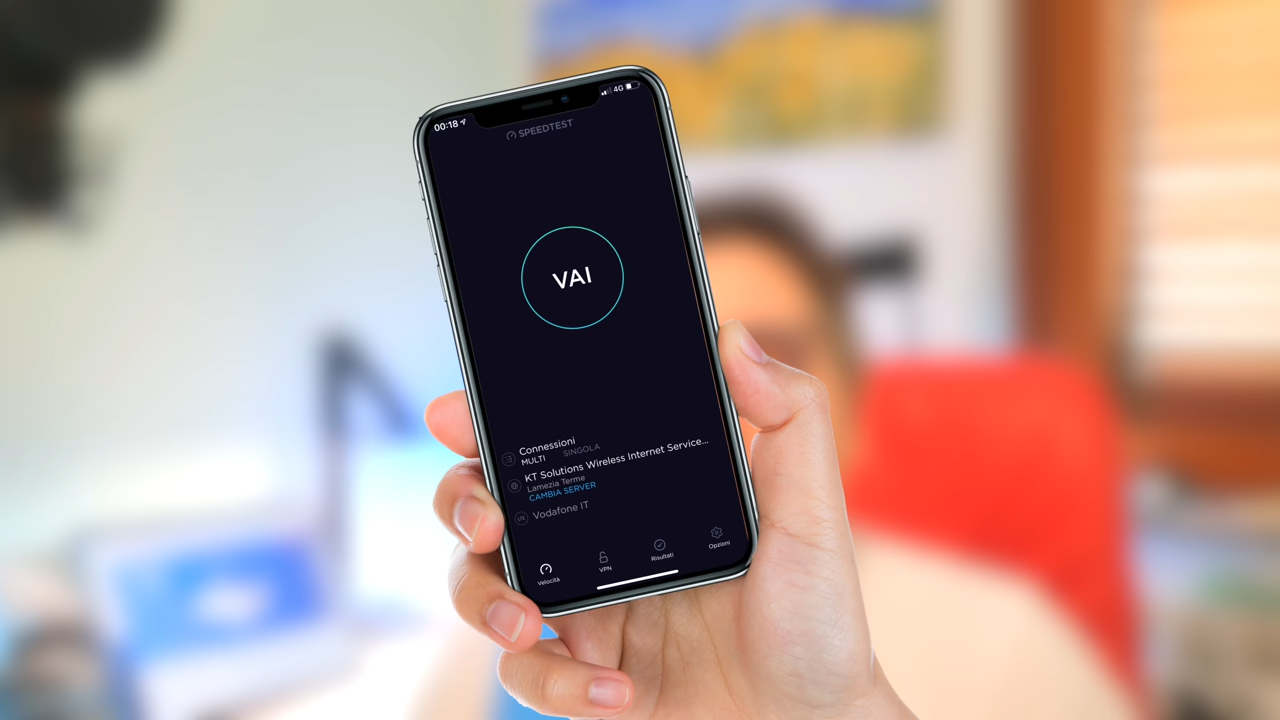 00:18
4G
SPEEDTEST
VAI
Connessioni
MULTI SINGOLA
KT Solutions Wireless Internet Service...
Lamezia Terme
CAMBIA SERVER
LTE Vodafone IT
Velocità VPN Risultati Opzioni